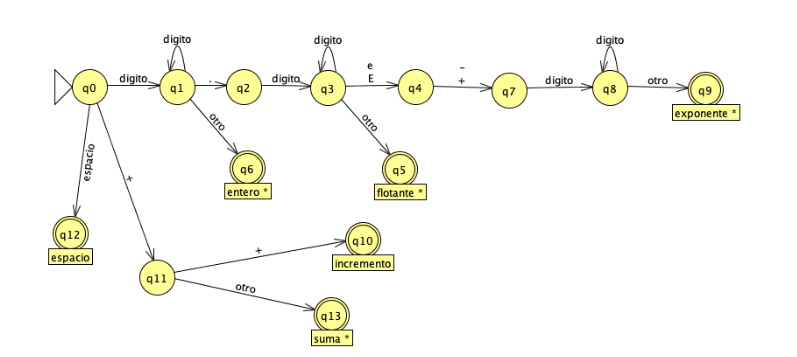 digito
digito
digito
e
E
-
+
digito
q0
digito
q1
.
q2
digito
q3
q4
q7
digito
q8
otro
q9
exponente *
otro
otro
espacio
+
q6
entero *
q5
flotante *
q12
espacio
q11
+
q10
incremento
otro
q13
suma *